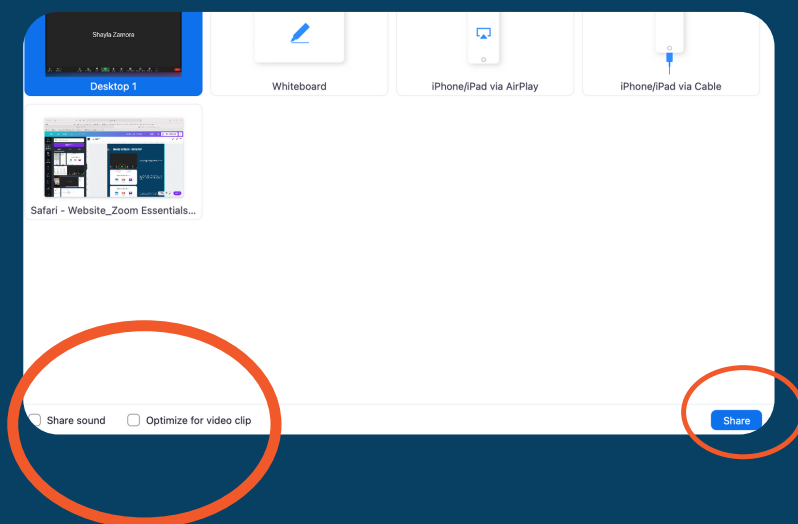 Shayla Zamora
Desktop 1
Whiteboard
iPhone/iPad via AirPlay
iPhone/iPad via Cable
Safari - Website_Zoom Essentials...
Share sound
Optimize for video clip
Share